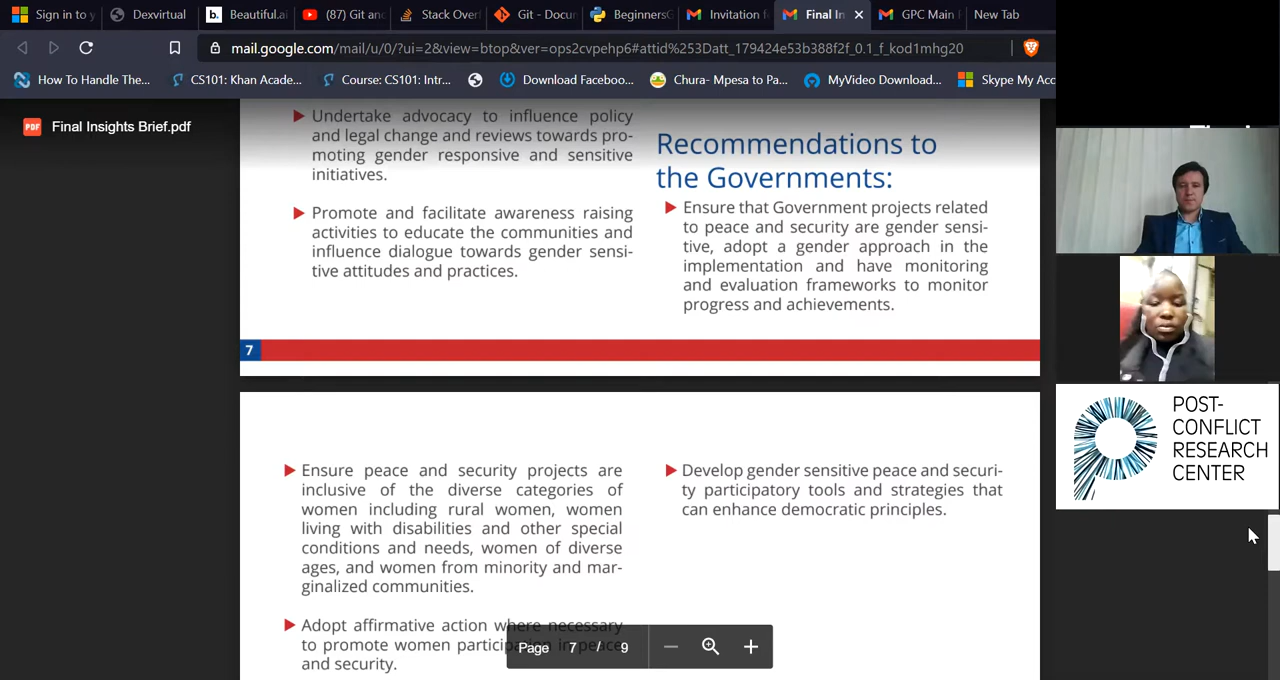 Sign in to y
Dexvirtual
Beautiful.ai
(87) Git and
Stack Over
Git - Docu
BeginnersG
Invitation f
Final In
GPC Main F
New Tab
mail.google.com/mail/u/0/?ui=2&view=btop&ver=ops2cvpehp6#attid%253Datt_179424e53b388f2f_0.1_f_kod1mhg20
How To Handle The...
CS101: Khan Acade...
Course: CS101: Intr...
Download Faceboo...
Chura- Mpesa to Pa...
MyVideo Download...
Skype My Acc
PDF
Final Insights Brief.pdf
Undertake advocacy to influence policy
and legal change and reviews towards pro-
moting gender responsive and sensitive
initiatives.
Promote and facilitate awareness raising
activities to educate the communities and
influence dialogue towards gender sensi-
tive attitudes and practices.
Recommendations to
the Governments:
Ensure that Government projects related
to peace and security are gender sensi-
tive, adopt a gender approach in the
implementation and have monitoring
and evaluation frameworks to monitor
progress and achievements.
7
Ensure peace and security projects are
inclusive of the diverse categories of
women including rural women, women
living with disabilities and other special
conditions and needs, women of diverse
ages, and women from minority and mar-
ginalized communities.
Adopt affirmative action where necessary
to promote women participation in peace
and security.
Develop gender sensitive peace and securi-
ty participatory tools and strategies that
can enhance democratic principles.
Page 7 / 9
POST-
CONFLICT
RESEARCH
CENTER